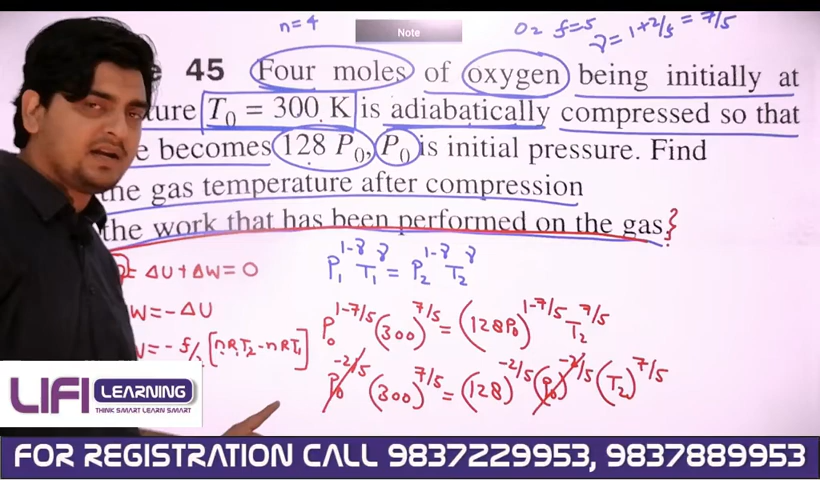 n=4
Note
O₂ f=5
γ=1+2/5=7/5
45 Four moles of oxygen being initially at
T₀ = 300 K is adiabatically compressed so that
becomes 128 P₀, P₀ is initial pressure. Find
the gas temperature after compression
the work that has been performed on the gas?
= ΔU+ΔW=0
P₁^1-γ T₁^γ = P₂^1-γ T₂^γ
W=-ΔU
P₀^1-7/5 (300)^7/5 = (128P₀)^1-7/5 T₂^7/5
=-f/2[nRT₂-nRT₁]
P₀^-2/5 (300)^7/5 = (128)^-2/5 (P₀)^-2/5 (T₂)^7/5
LIFI LEARNING
THINK SMART LEARN SMART
FOR REGISTRATION CALL 9837229953, 9837889953